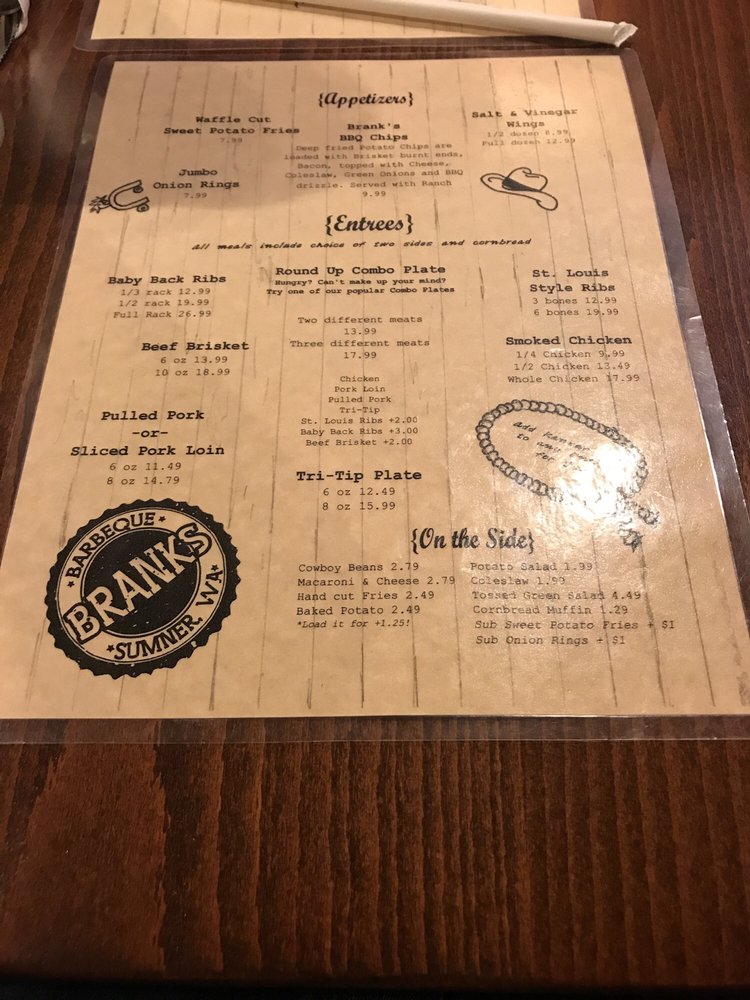 {Appetizers}
Waffle Cut
Sweet Potato Fries
7.99
Jumbo
Onion Rings
7.99
Brank's
BBQ Chips
Deep fried Potato Chips are
loaded with Brisket burnt ends,
Bacon, topped with Cheese,
Coleslaw, Green Onions and BBQ
drizzle. Served with Ranch
9.99
Salt & Vinegar
Wings
1/2 dozen 8.99
Full dozen 12.99
{Entrees}
all meals include choice of two sides and cornbread
Baby Back Ribs
1/3 rack 12.99
1/2 rack 19.99
Full Rack 26.99
Beef Brisket
6 oz 13.99
10 oz 18.99
Pulled Pork
-or-
Sliced Pork Loin
6 oz 11.49
8 oz 14.79
Round Up Combo Plate
Hungry? Can't make up your mind?
Try one of our popular Combo Plates
Two different meats
13.99
Three different meats
17.99
Chicken
Pork Loin
Pulled Pork
Tri-Tip
St. Louis Ribs +2.00
Baby Back Ribs +3.00
Beef Brisket +2.00
Tri-Tip Plate
6 oz 12.49
8 oz 15.99
St. Louis
Style Ribs
3 bones 12.99
6 bones 19.99
Smoked Chicken
1/4 Chicken 9.99
1/2 Chicken 13.49
Whole Chicken 17.99
add
to any
for
{On the Side}
Cowboy Beans 2.79
Macaroni & Cheese 2.79
Hand cut Fries 2.49
Baked Potato 2.49
*Load it for +1.25!
Potato Salad 1.99
Coleslaw 1.99
Tossed Green Salad 4.49
Cornbread Muffin 1.29
Sub Sweet Potato Fries + $1
Sub Onion Rings + $1
BARBEQUE
BRANKS
SUMNER, WA